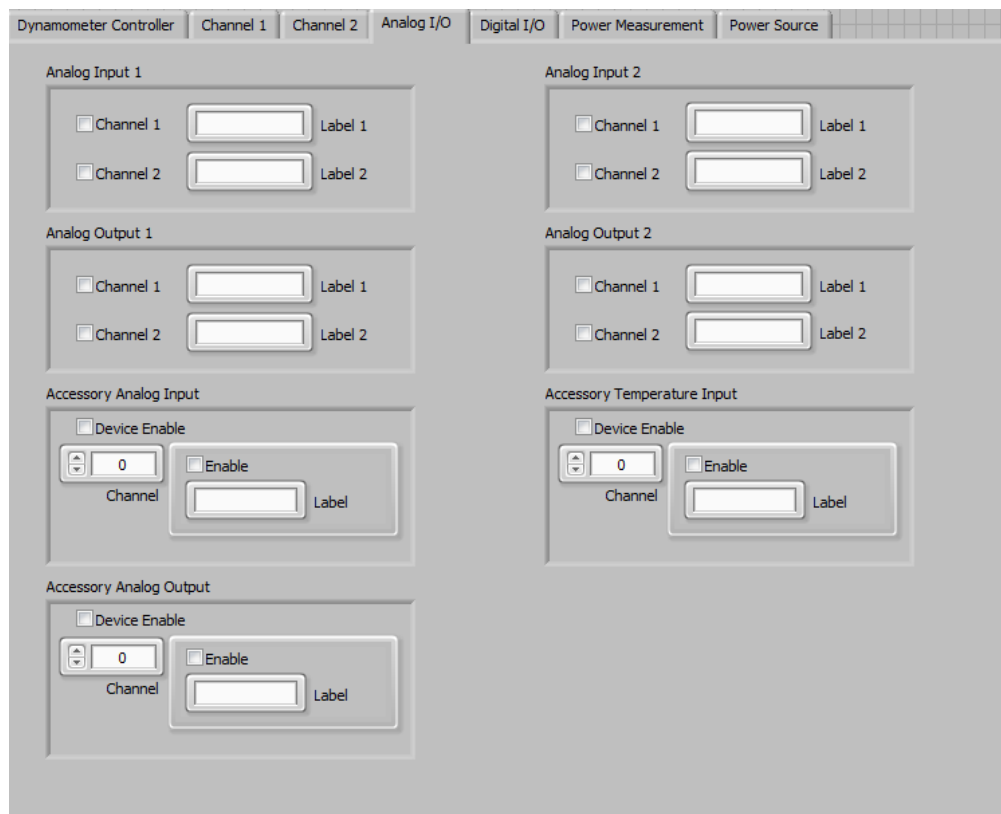 Dynamometer Controller Channel 1 Channel 2 Analog I/O Digital I/O Power Measurement Power Source
Analog Input 1
Channel 1 Label 1
Channel 2 Label 2
Analog Input 2
Channel 1 Label 1
Channel 2 Label 2
Analog Output 1
Channel 1 Label 1
Channel 2 Label 2
Analog Output 2
Channel 1 Label 1
Channel 2 Label 2
Accessory Analog Input
Device Enable
0 Enable
Channel Label
Accessory Temperature Input
Device Enable
0 Enable
Channel Label
Accessory Analog Output
Device Enable
0 Enable
Channel Label